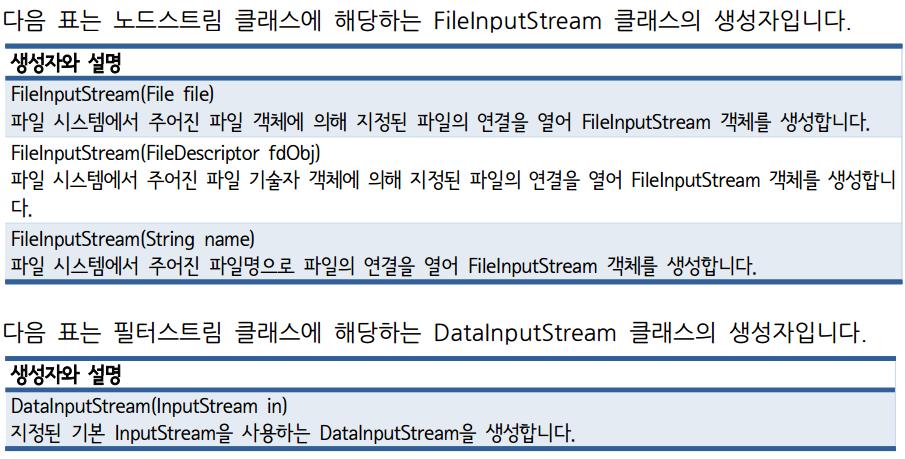 다음 표는 노드스트림 클래스에 해당하는 FileInputStream 클래스의 생성자입니다.
생성자와 설명
FileInputStream(File file)
파일 시스템에서 주어진 파일 객체에 의해 지정된 파일의 연결을 열어 FileInputStream 객체를 생성합니다.
FileInputStream(FileDescriptor fdObj)
파일 시스템에서 주어진 파일 기술자 객체에 의해 지정된 파일의 연결을 열어 FileInputStream 객체를 생성합니
다.
FileInputStream(String name)
파일 시스템에서 주어진 파일명으로 파일의 연결을 열어 FileInputStream 객체를 생성합니다.
다음 표는 필터스트림 클래스에 해당하는 DataInputStream 클래스의 생성자입니다.
생성자와 설명
DataInputStream(InputStream in)
지정된 기본 InputStream을 사용하는 DataInputStream을 생성합니다.